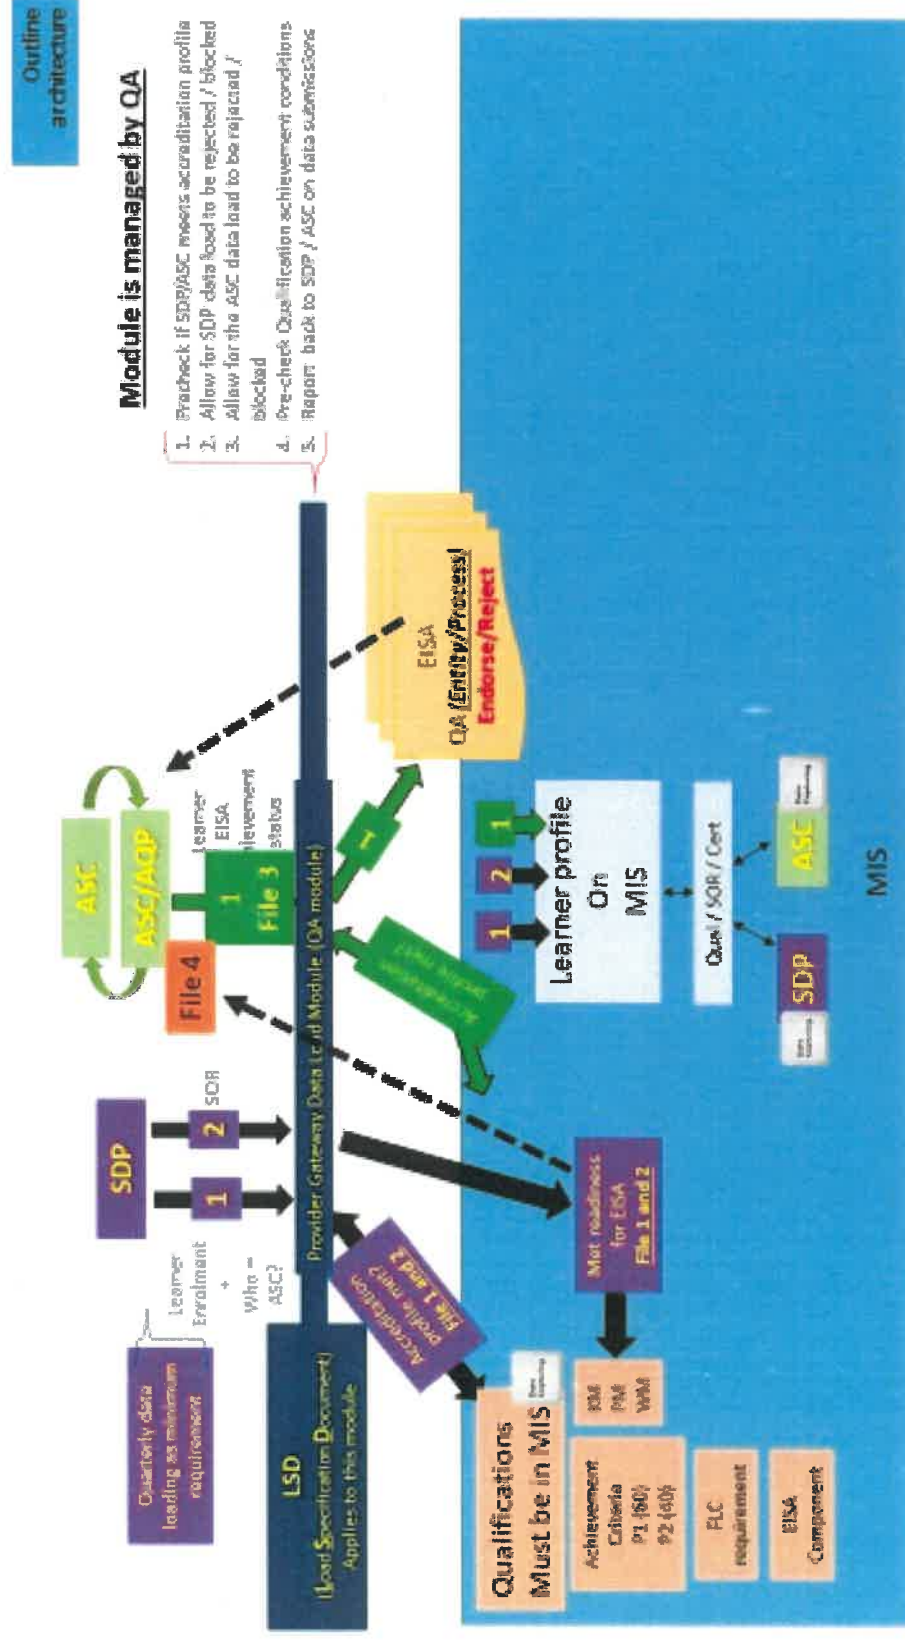 Outline
architecture
Module is managed by QA
1. Precheck if SDP/ASC meets accreditation profile
2. Allow for SDP data load to be rejected / blocked
3. Allow for the ASC data load to be rejected /
blocked
4. Pre-check Qualification achievement conditions
5. Report back to SDP / ASC on data submissions
Quarterly data
loading as minimum
requirement
Learner
Enrolment
+
Who =
ASC?
SDP
1
2
SOR
ASC
ASC/AQP
File 4
1
File 3
Learner
EISA
ievement
status
LSD
(Load Specification Document)
Applies to this module
Provider Gateway Data Load Module (QA module)
Accreditation
profile met?
File 1 and 2
Accreditation
profile met?
1
EISA
QA (Entity/Process)
Endorse/Reject
Qualifications
Must be in MIS
Achievement
Criteria
P1 (60)
P2 (40)
KM
PM
WM
FLC
requirement
EISA
Component
Met readiness
for EISA
File 1 and 2
1
2
1
Learner profile
On
MIS
Qual / SOR / Cert
SDP
ASC
MIS